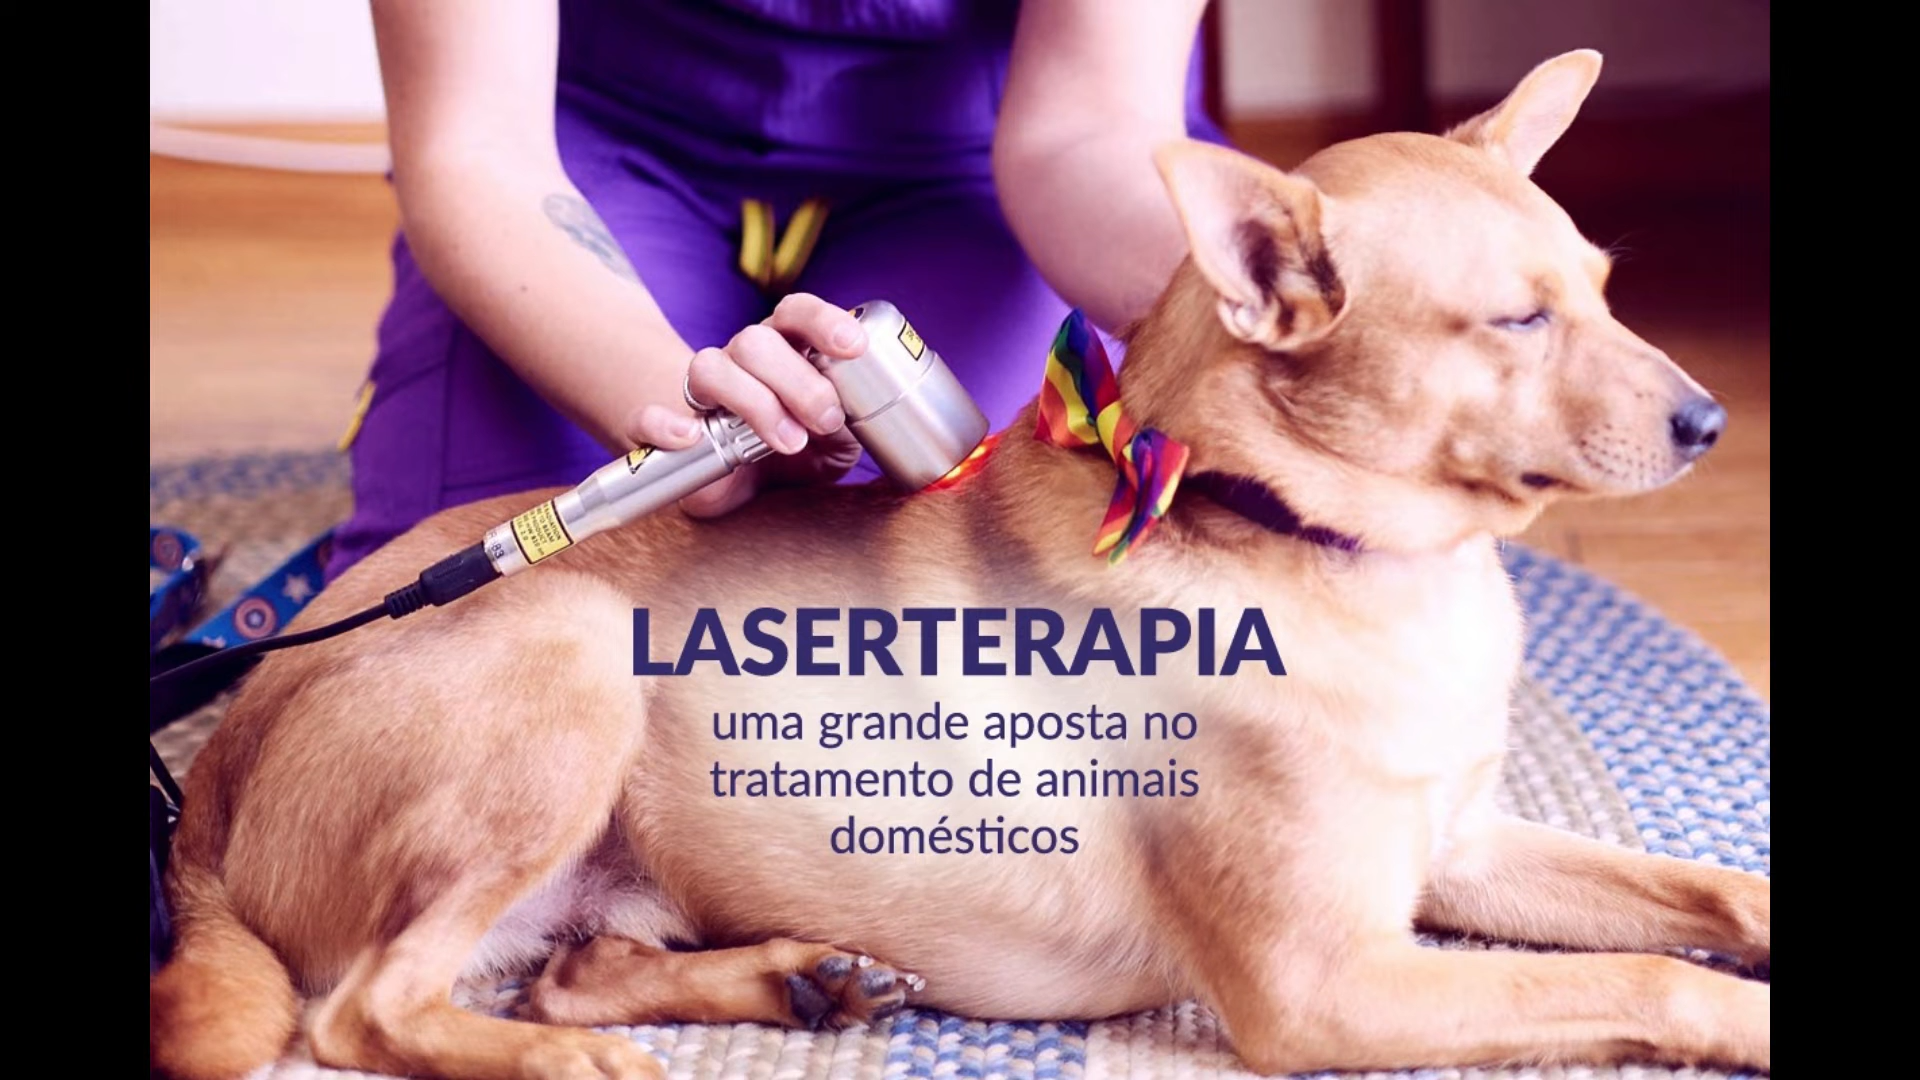 LASERTERAPIA
uma grande aposta no
tratamento de animais
domésticos